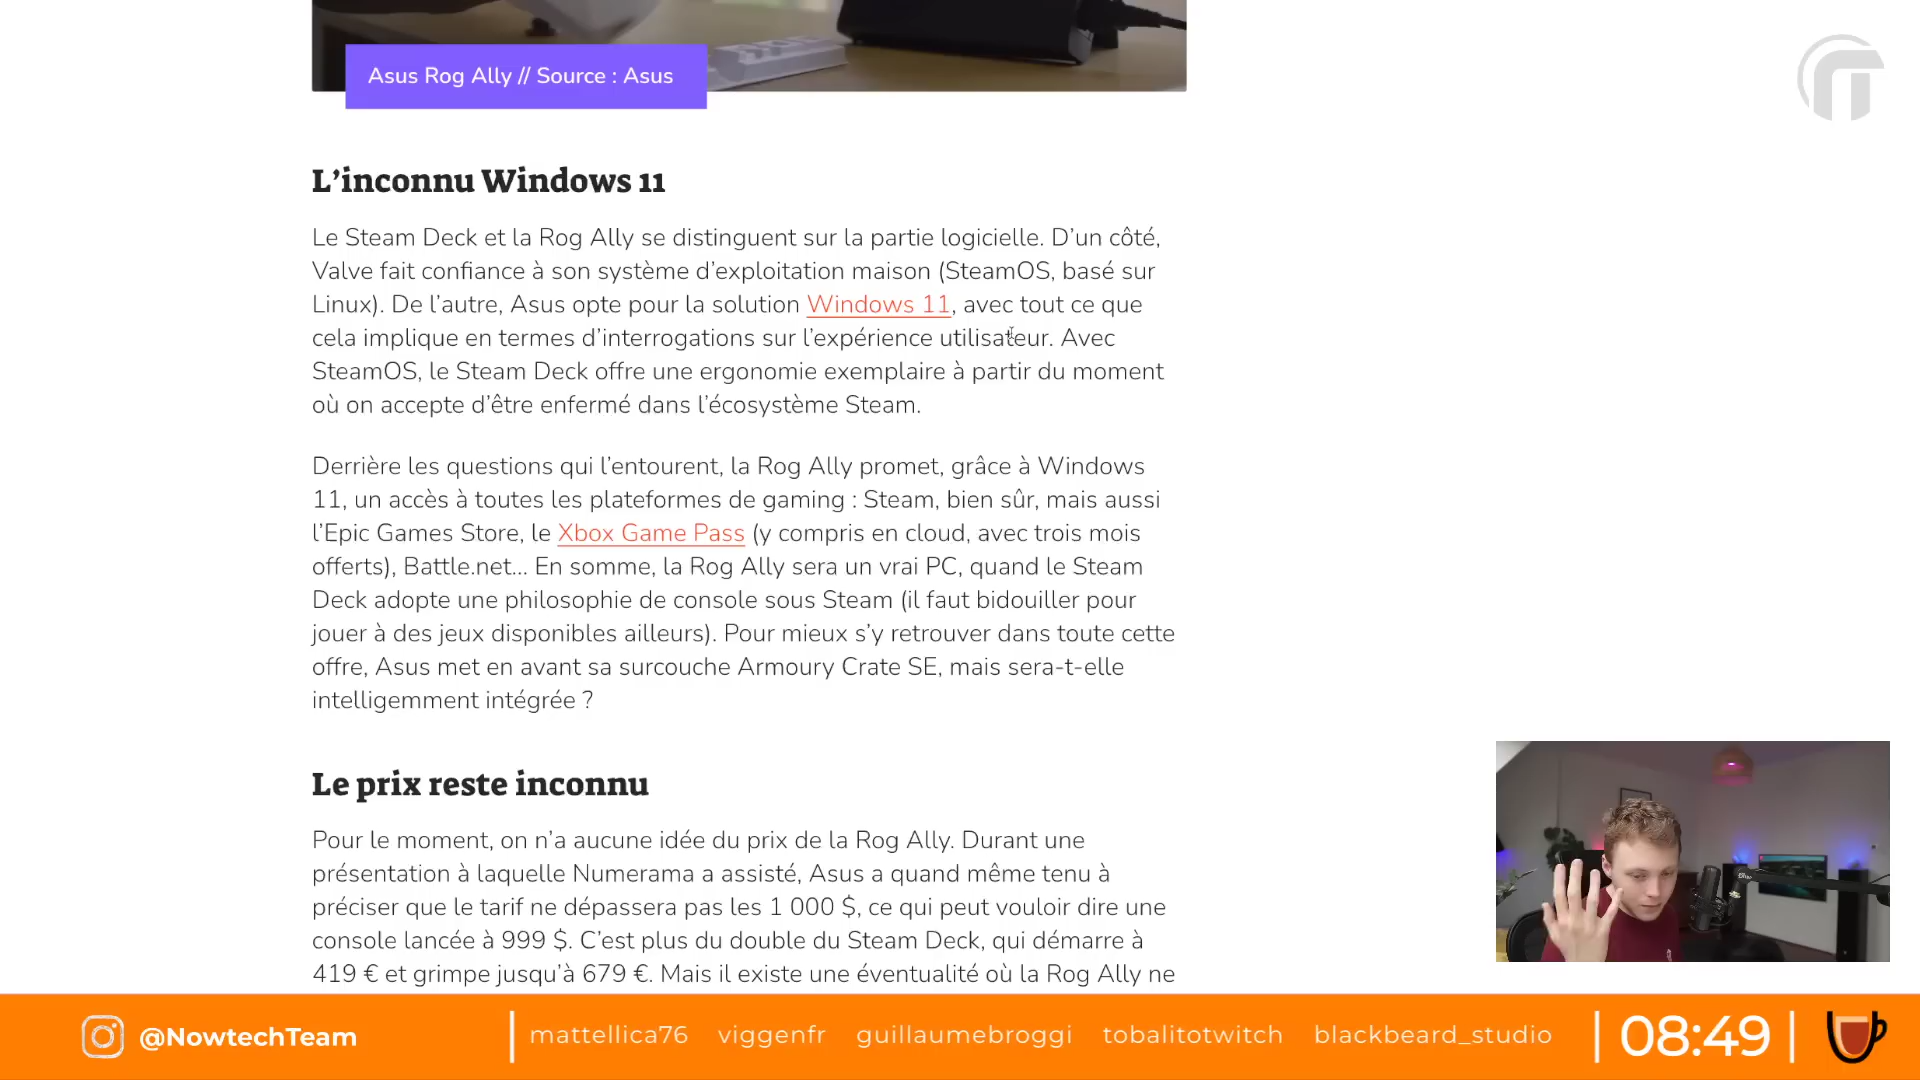 Asus Rog Ally // Source : Asus
L’inconnu Windows 11
Le Steam Deck et la Rog Ally se distinguent sur la partie logicielle. D’un côté,
Valve fait confiance à son système d’exploitation maison (SteamOS, basé sur
Linux). De l’autre, Asus opte pour la solution Windows 11, avec tout ce que
cela implique en termes d’interrogations sur l’expérience utilisateur. Avec
SteamOS, le Steam Deck offre une ergonomie exemplaire à partir du moment
où on accepte d’être enfermé dans l’écosystème Steam.
Derrière les questions qui l’entourent, la Rog Ally promet, grâce à Windows
11, un accès à toutes les plateformes de gaming : Steam, bien sûr, mais aussi
l’Epic Games Store, le Xbox Game Pass (y compris en cloud, avec trois mois
offerts), Battle.net… En somme, la Rog Ally sera un vrai PC, quand le Steam
Deck adopte une philosophie de console sous Steam (il faut bidouiller pour
jouer à des jeux disponibles ailleurs). Pour mieux s’y retrouver dans toute cette
offre, Asus met en avant sa surcouche Armoury Crate SE, mais sera-t-elle
intelligemment intégrée ?
Le prix reste inconnu
Pour le moment, on n’a aucune idée du prix de la Rog Ally. Durant une
présentation à laquelle Numerama a assisté, Asus a quand même tenu à
préciser que le tarif ne dépassera pas les 1 000 $, ce qui peut vouloir dire une
console lancée à 999 $. C’est plus du double du Steam Deck, qui démarre à
419 € et grimpe jusqu’à 679 €. Mais il existe une éventualité où la Rog Ally ne
@NowtechTeam
mattellica76 viggenfr guillaumebroggi tobalitotwitch blackbeard_studio
08:49